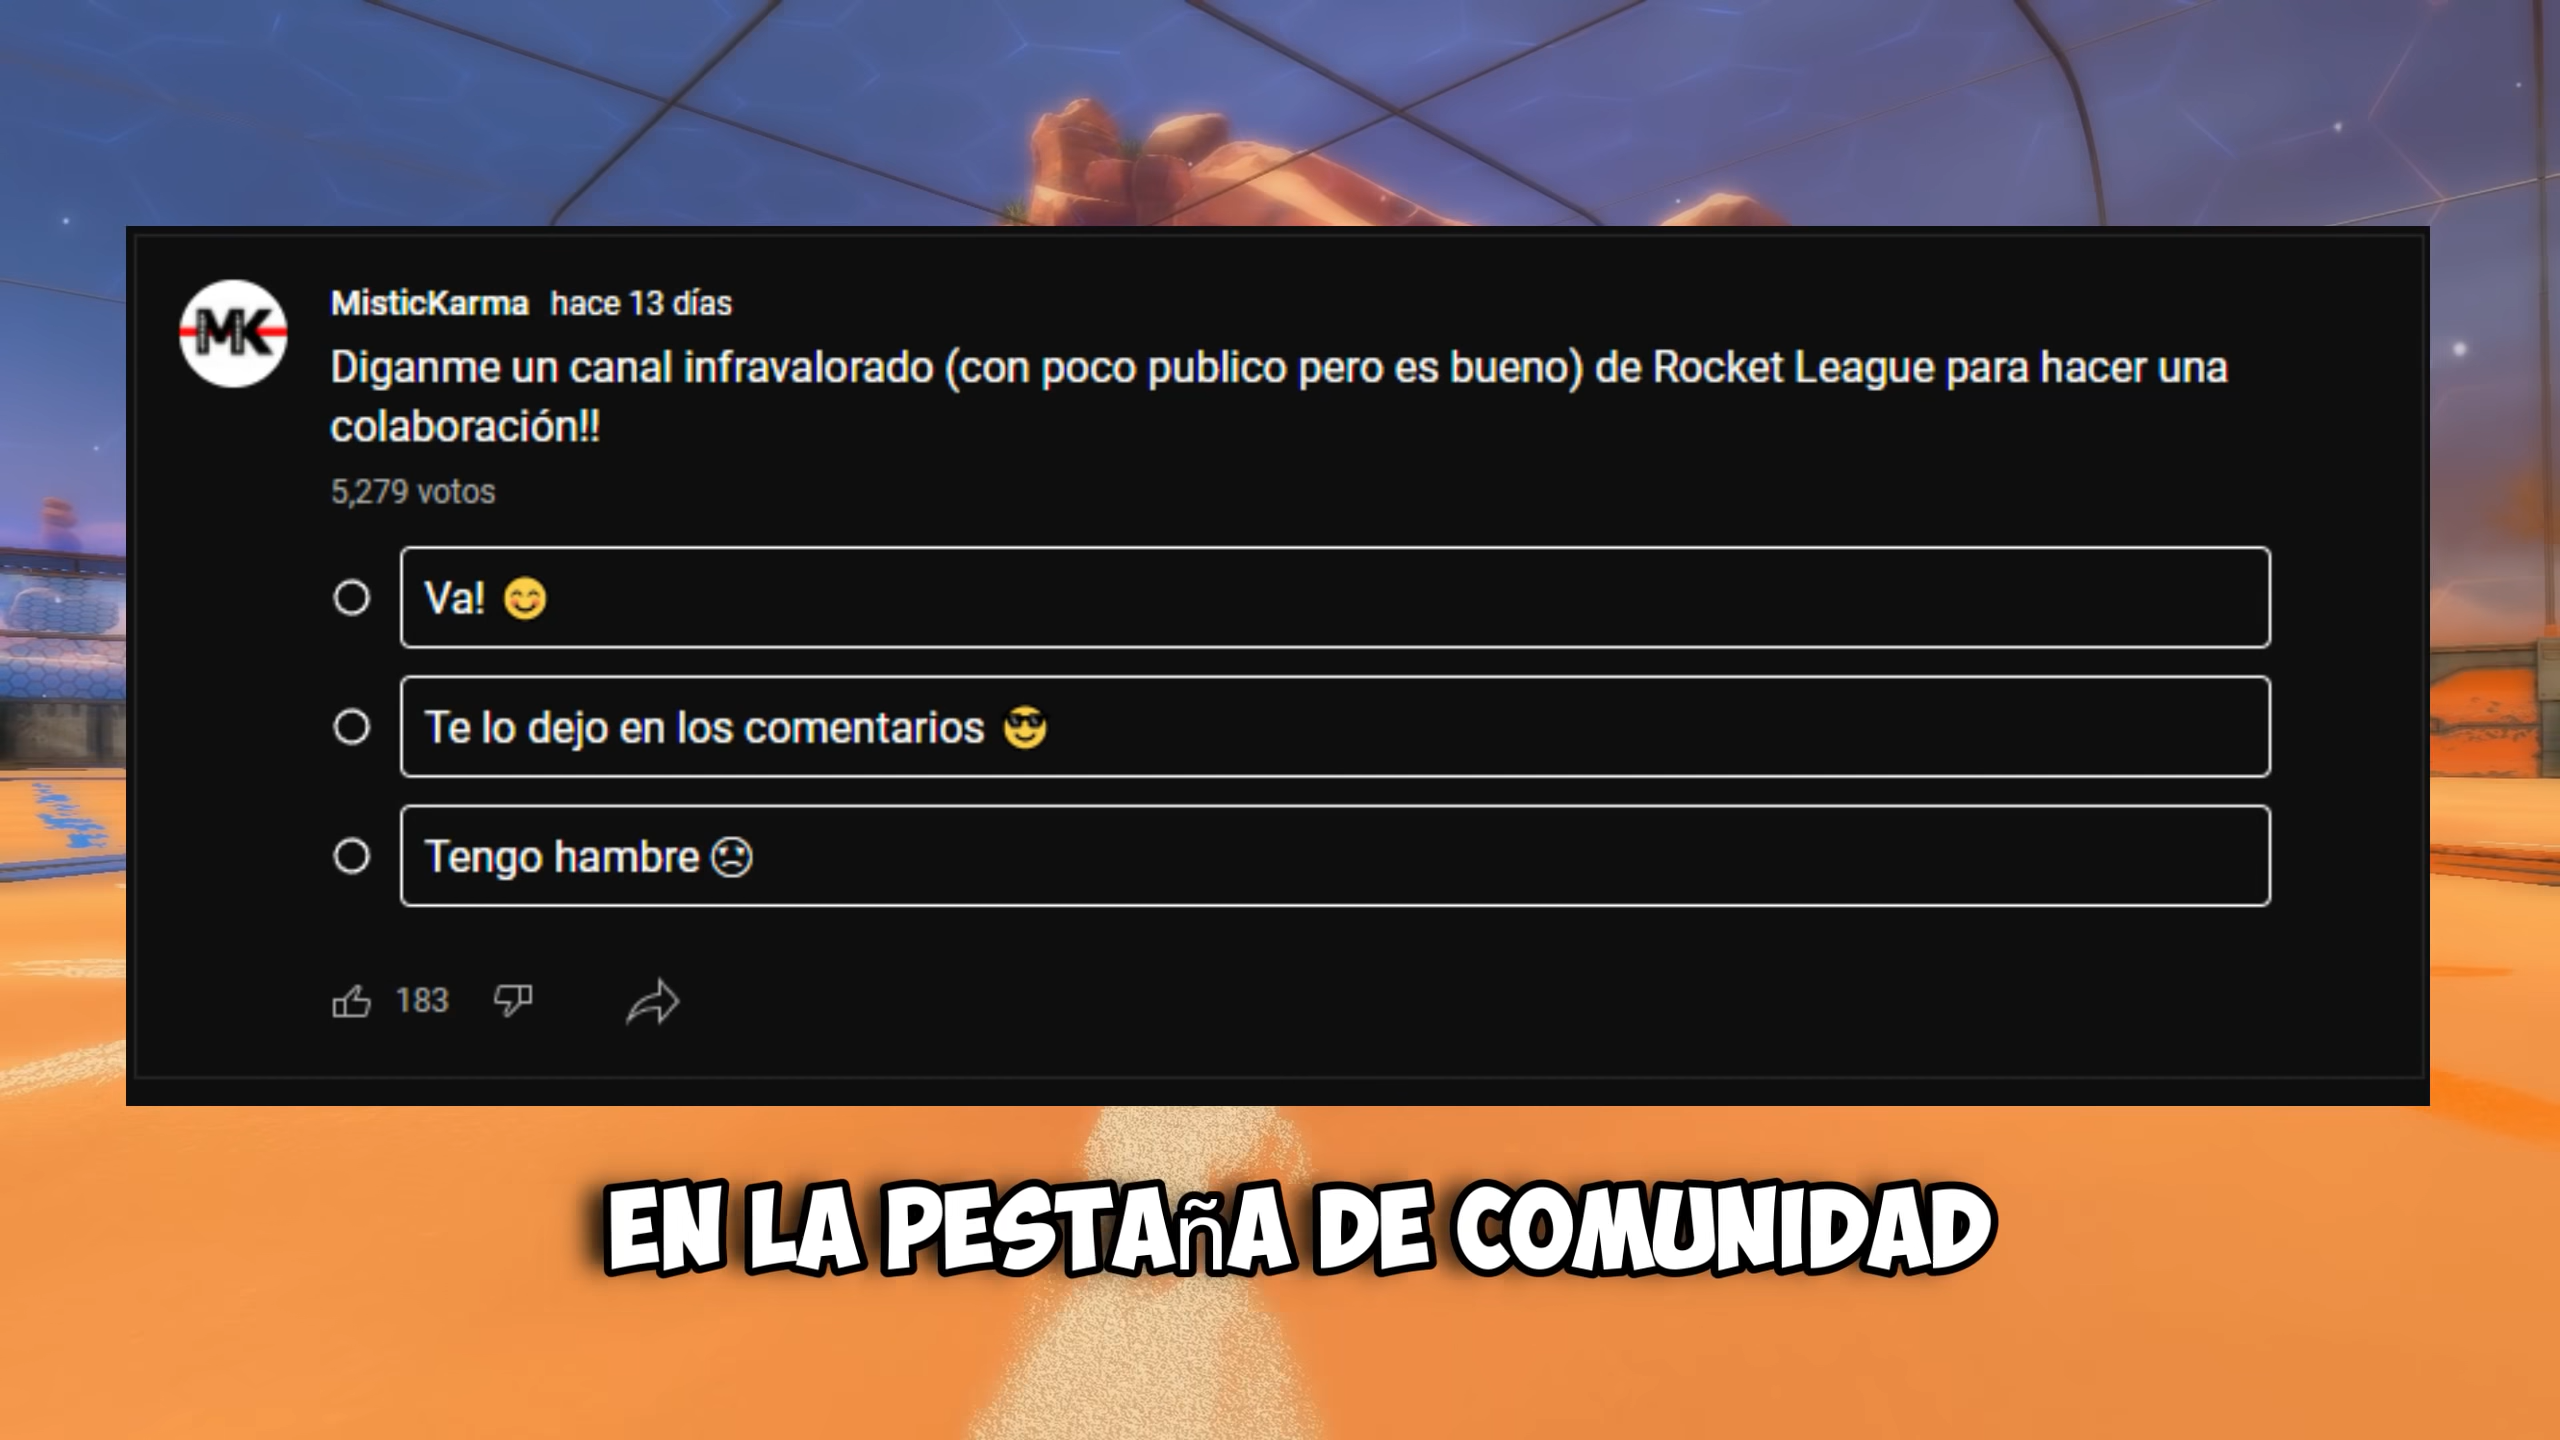 MK
MisticKarma hace 13 días
Diganme un canal infravalorado (con poco publico pero es bueno) de Rocket League para hacer una
colaboración!!
5,279 votos
Va! 😊
Te lo dejo en los comentarios 😎
Tengo hambre ☹
183
EN LA PESTAñA DE COMUNIDAD